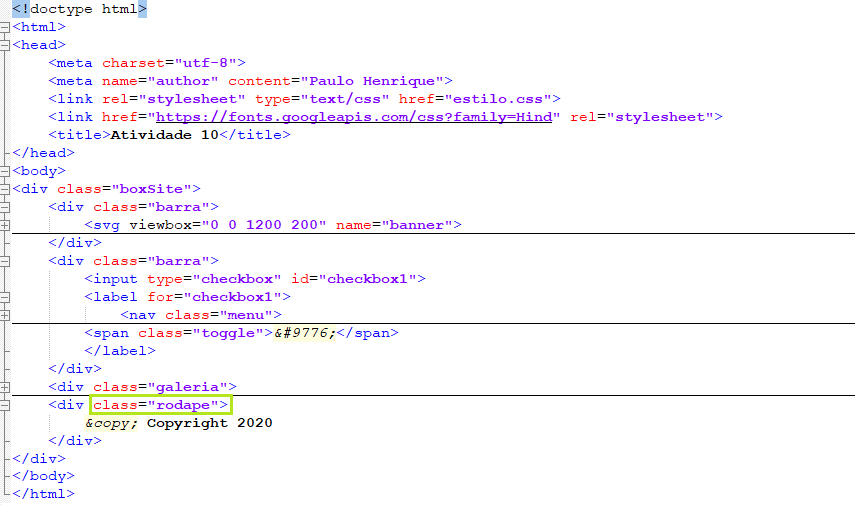 <!doctype html>
<html>
<head>
<meta charset="utf-8">
<meta name="author" content="Paulo Henrique">
<link rel="stylesheet" type="text/css" href="estilo.css">
<link href="https://fonts.googleapis.com/css?family=Hind" rel="stylesheet">
<title>Atividade 10</title>
</head>
<body>
<div class="boxSite">
<div class="barra">
<svg viewbox="0 0 1200 200" name="banner">
</div>
<div class="barra">
<input type="checkbox" id="checkbox1">
<label for="checkbox1">
<nav class="menu">
<span class="toggle">&#9776;</span>
</label>
</div>
<div class="galeria">
<div class="rodape">
&copy; Copyright 2020
</div>
</div>
</body>
</html>